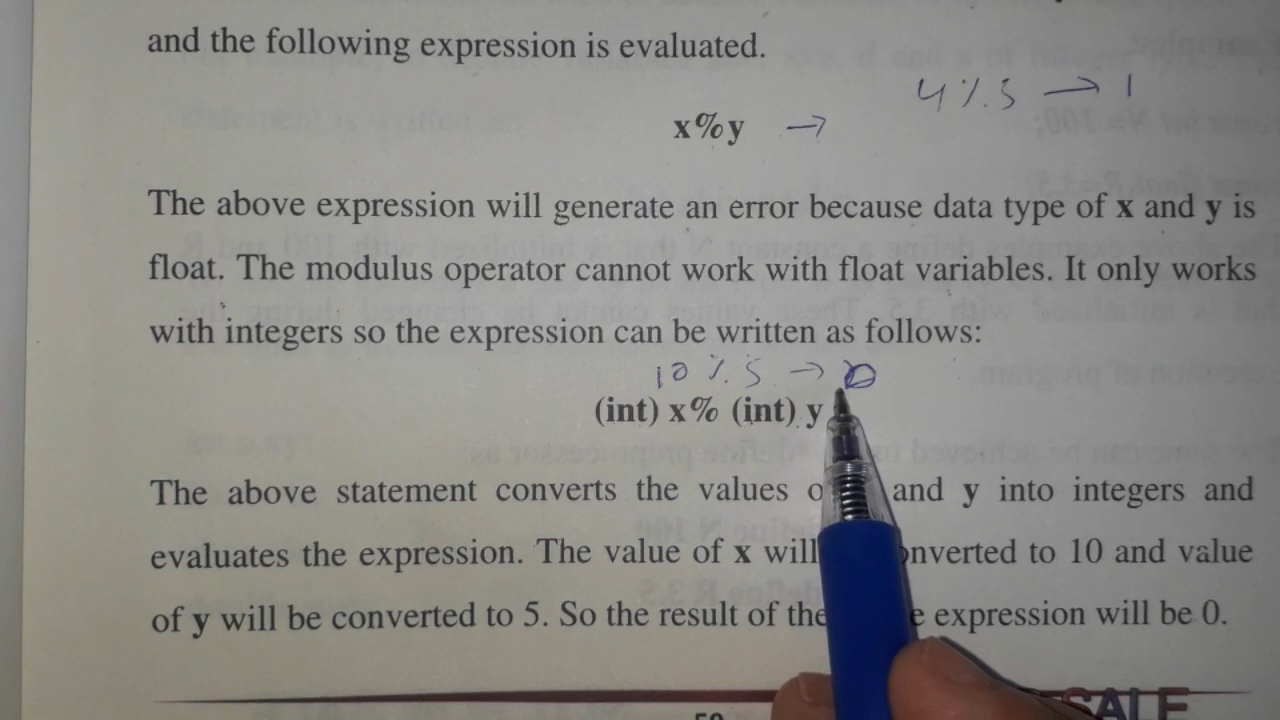 and the following expression is evaluated.
4 % 5 → 1
x%y →
The above expression will generate an error because data type of x and y is
float. The modulus operator cannot work with float variables. It only works
with integers so the expression can be written as follows:
10 % 5 → 0
(int) x% (int) y
The above statement converts the values and y into integers and
evaluates the expression. The value of x will converted to 10 and value
of y will be converted to 5. So the result of the expression will be 0.
SALE